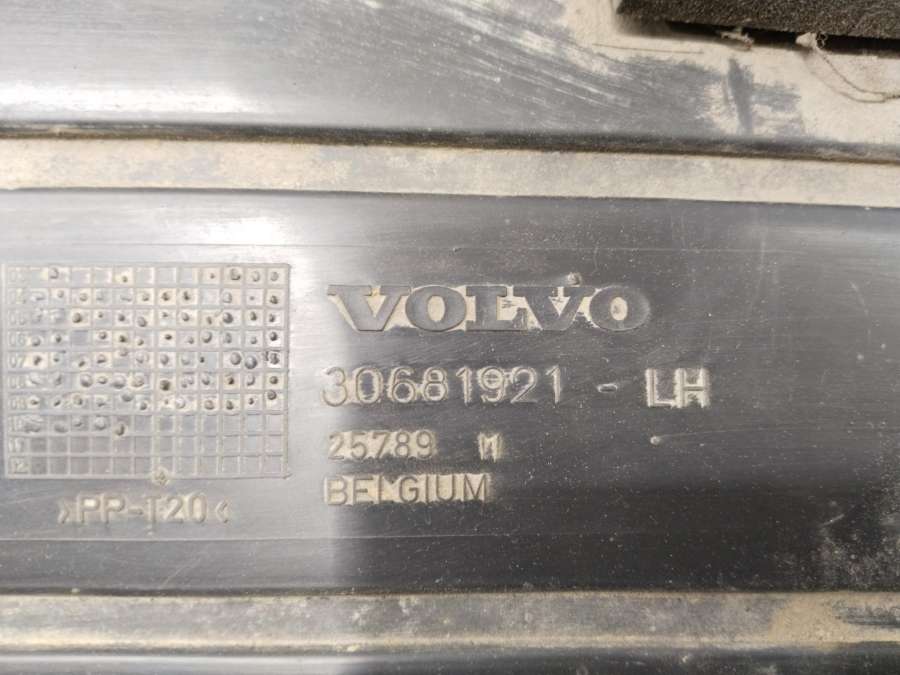 VOLVO
30681921 - LH
25789 M
BELGIUM
>PP-T20<